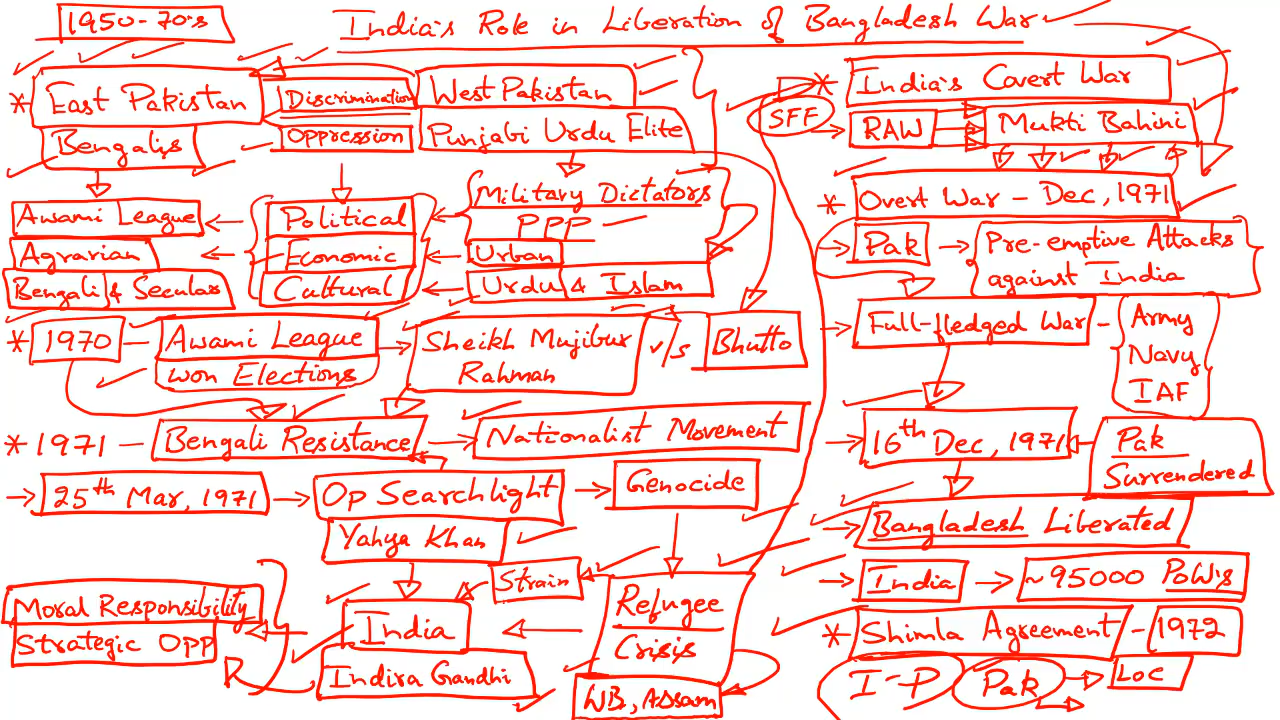 1950-70's
India's Role in Liberation of Bangladesh War
* East Pakistan
Bengalis
Discrimination
Oppression
West Pakistan
Punjabi Urdu Elite
Awami League
Agrarian
Bengali & Secular
Political
Economic
Cultural
Military Dictators
PPP
Urban
Urdu & Islam
* 1970 - Awami League
won Elections
Sheikh Mujibur
Rahman
v/s
Bhutto
* 1971 - Bengali Resistance
Nationalist Movement
25th Mar, 1971
Op Searchlight
Yahya Khan
Genocide
Strain
Refugee
Crisis
WB, Assam
India
Indira Gandhi
Moral Responsibility
Strategic OPP
* India's Covert War
SFF
RAW
Mukti Bahini
* Overt War - Dec, 1971
Pak
Pre-emptive Attacks
against India
Full-fledged War -
Army
Navy
IAF
16th Dec, 1971
Pak
Surrendered
Bangladesh Liberated
India
~95000 PoW's
* Shimla Agreement - 1972
I-P
Pak
LoC